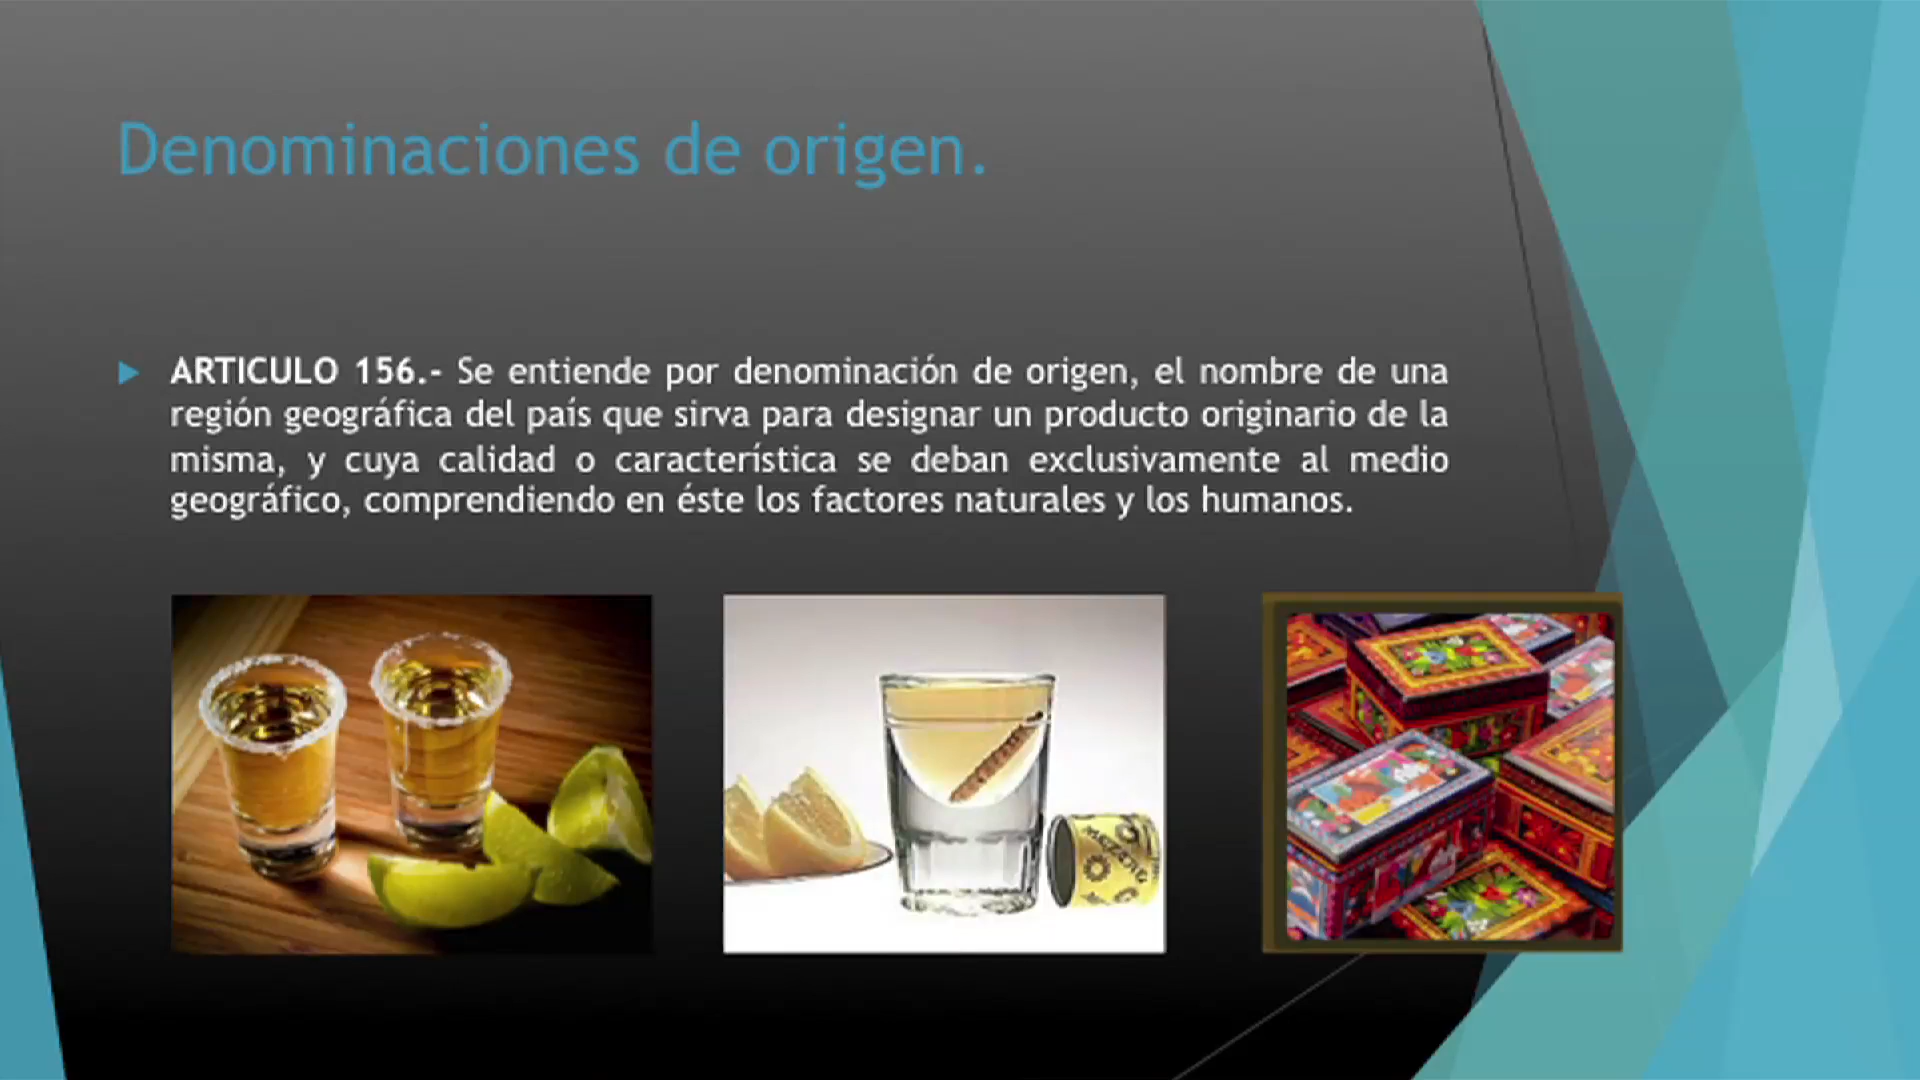 Denominaciones de origen.
ARTICULO 156.- Se entiende por denominación de origen, el nombre de una
región geográfica del país que sirva para designar un producto originario de la
misma, y cuya calidad o característica se deban exclusivamente al medio
geográfico, comprendiendo en éste los factores naturales y los humanos.